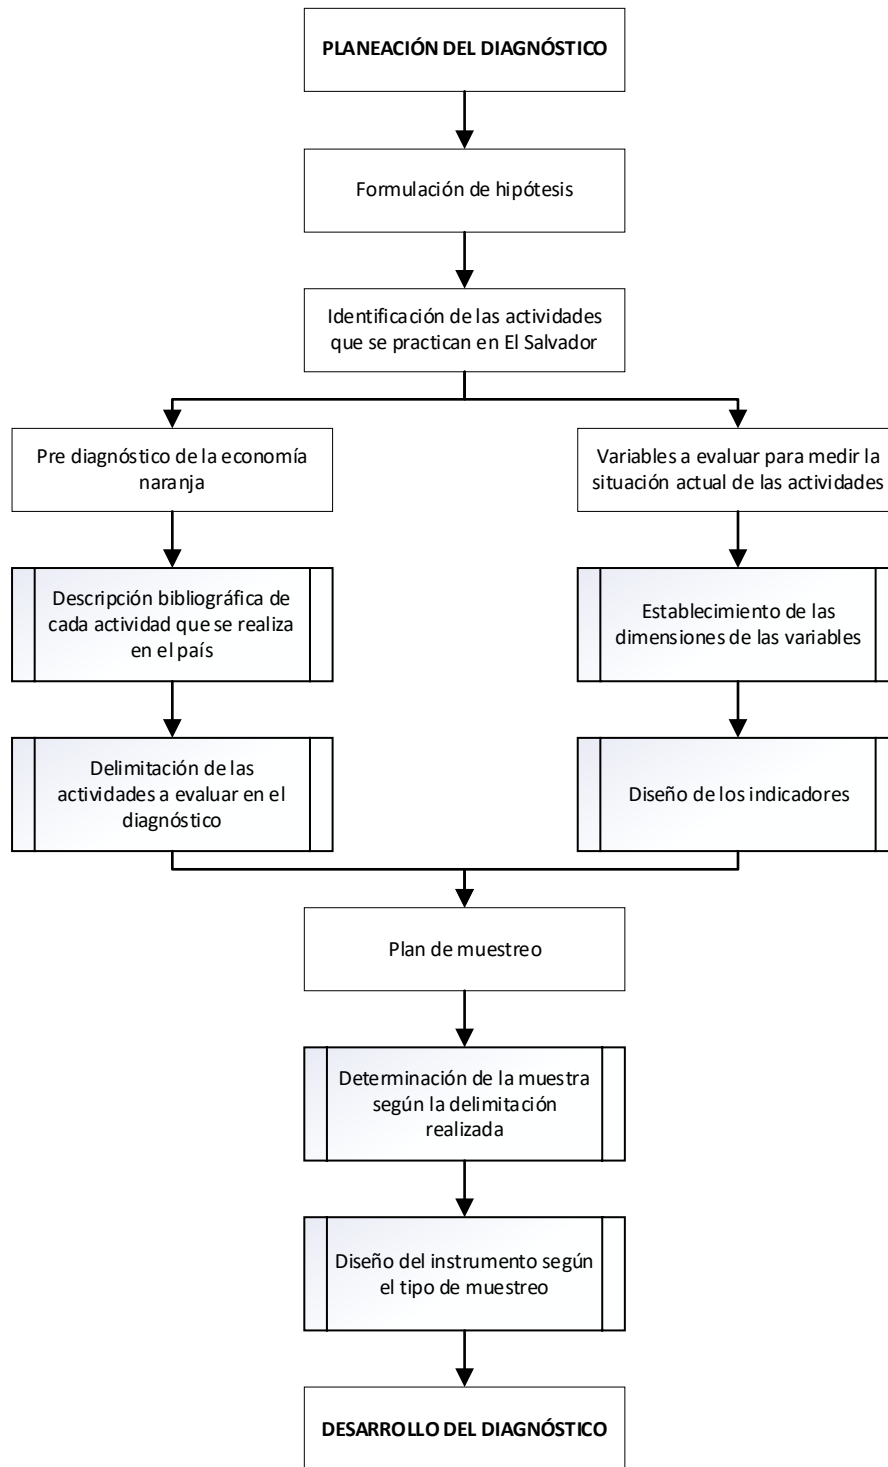 PLANEACIÓN DEL DIAGNÓSTICO
Formulación de hipótesis
Identificación de las actividades
que se practican en El Salvador
Pre diagnóstico de la economía
naranja
Variables a evaluar para medir la
situación actual de las actividades
Descripción bibliográfica de
cada actividad que se realiza
en el país
Establecimiento de las
dimensiones de las variables
Delimitación de las
actividades a evaluar en el
diagnóstico
Diseño de los indicadores
Plan de muestreo
Determinación de la muestra
según la delimitación
realizada
Diseño del instrumento según
el tipo de muestreo
DESARROLLO DEL DIAGNÓSTICO